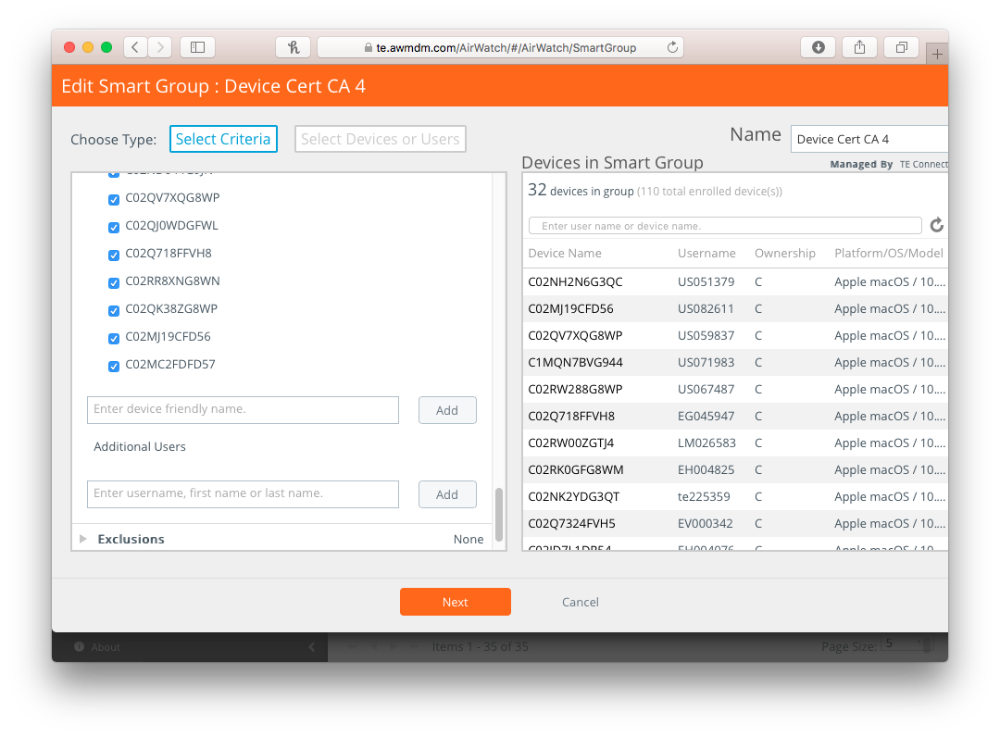 te.awmdm.com/AirWatch/#/AirWatch/SmartGroup
Edit Smart Group : Device Cert CA 4
Choose Type: Select Criteria Select Devices or Users
Name Device Cert CA 4
Devices in Smart Group
Managed By TE Connect
C02QV7XQG8WP
C02QJ0WDGFWL
C02Q718FFVH8
C02RR8XNG8WN
C02QK38ZG8WP
C02MJ19CFD56
C02MC2FDFD57
Enter device friendly name. Add
Additional Users
Enter username, first name or last name. Add
Exclusions None
32 devices in group (110 total enrolled device(s))
Enter user name or device name.
Device Name Username Ownership Platform/OS/Model
C02NH2N6G3QC US051379 C Apple macOS / 10....
C02MJ19CFD56 US082611 C Apple macOS / 10....
C02QV7XQG8WP US059837 C Apple macOS / 10....
C1MQN7BVG944 US071983 C Apple macOS / 10....
C02RW288G8WP US067487 C Apple macOS / 10....
C02Q718FFVH8 EG045947 C Apple macOS / 10....
C02RW00ZGTJ4 LM026583 C Apple macOS / 10....
C02RK0GFG8WM EH004825 C Apple macOS / 10....
C02NK2YDG3QT te225359 C Apple macOS / 10....
C02Q7324FVH5 EV000342 C Apple macOS / 10....
C Apple macOS / 10....
Next Cancel
About
Items 1 - 35 of 35
Page Size: 5